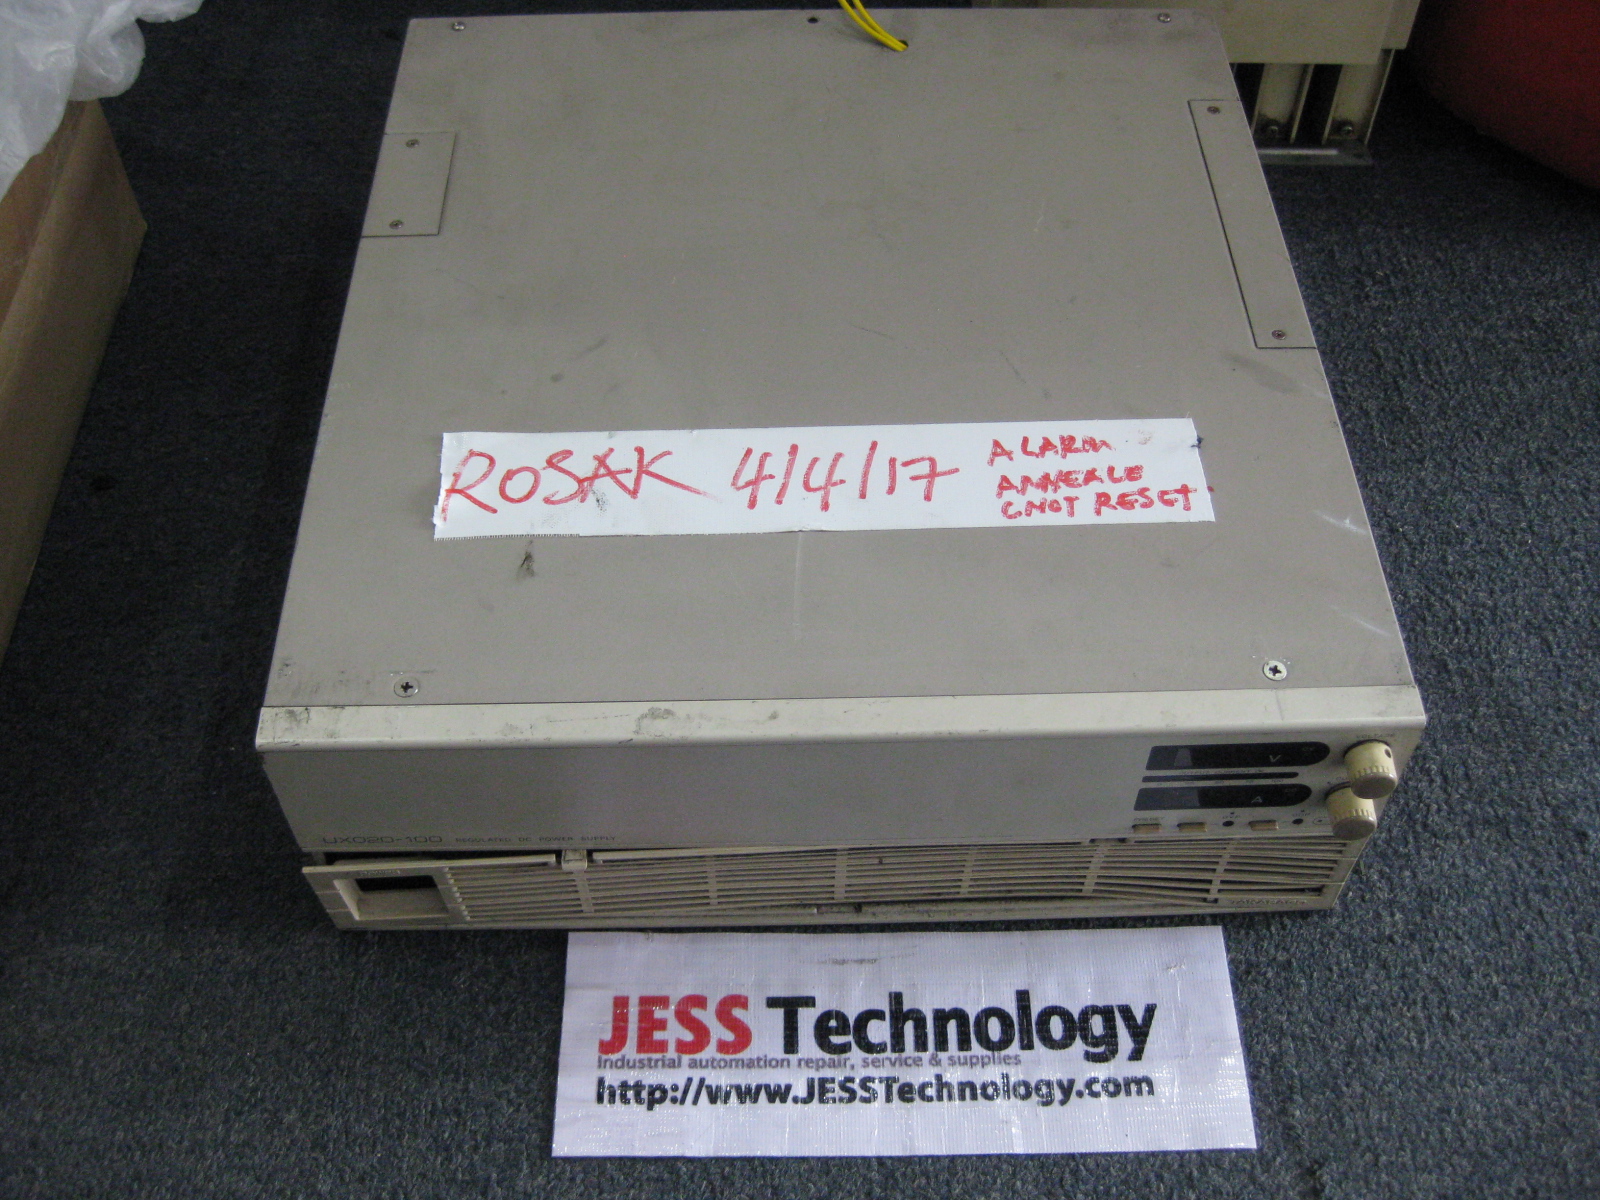 ROSAK 4/4/17
ALARM
ANNEALE
CNOT RESET
V
A
UX020-100 REGULATED DC POWER SUPPLY
JESS Technology
industrial automation repair, service & supplies
http://www.JESSTechnology.com